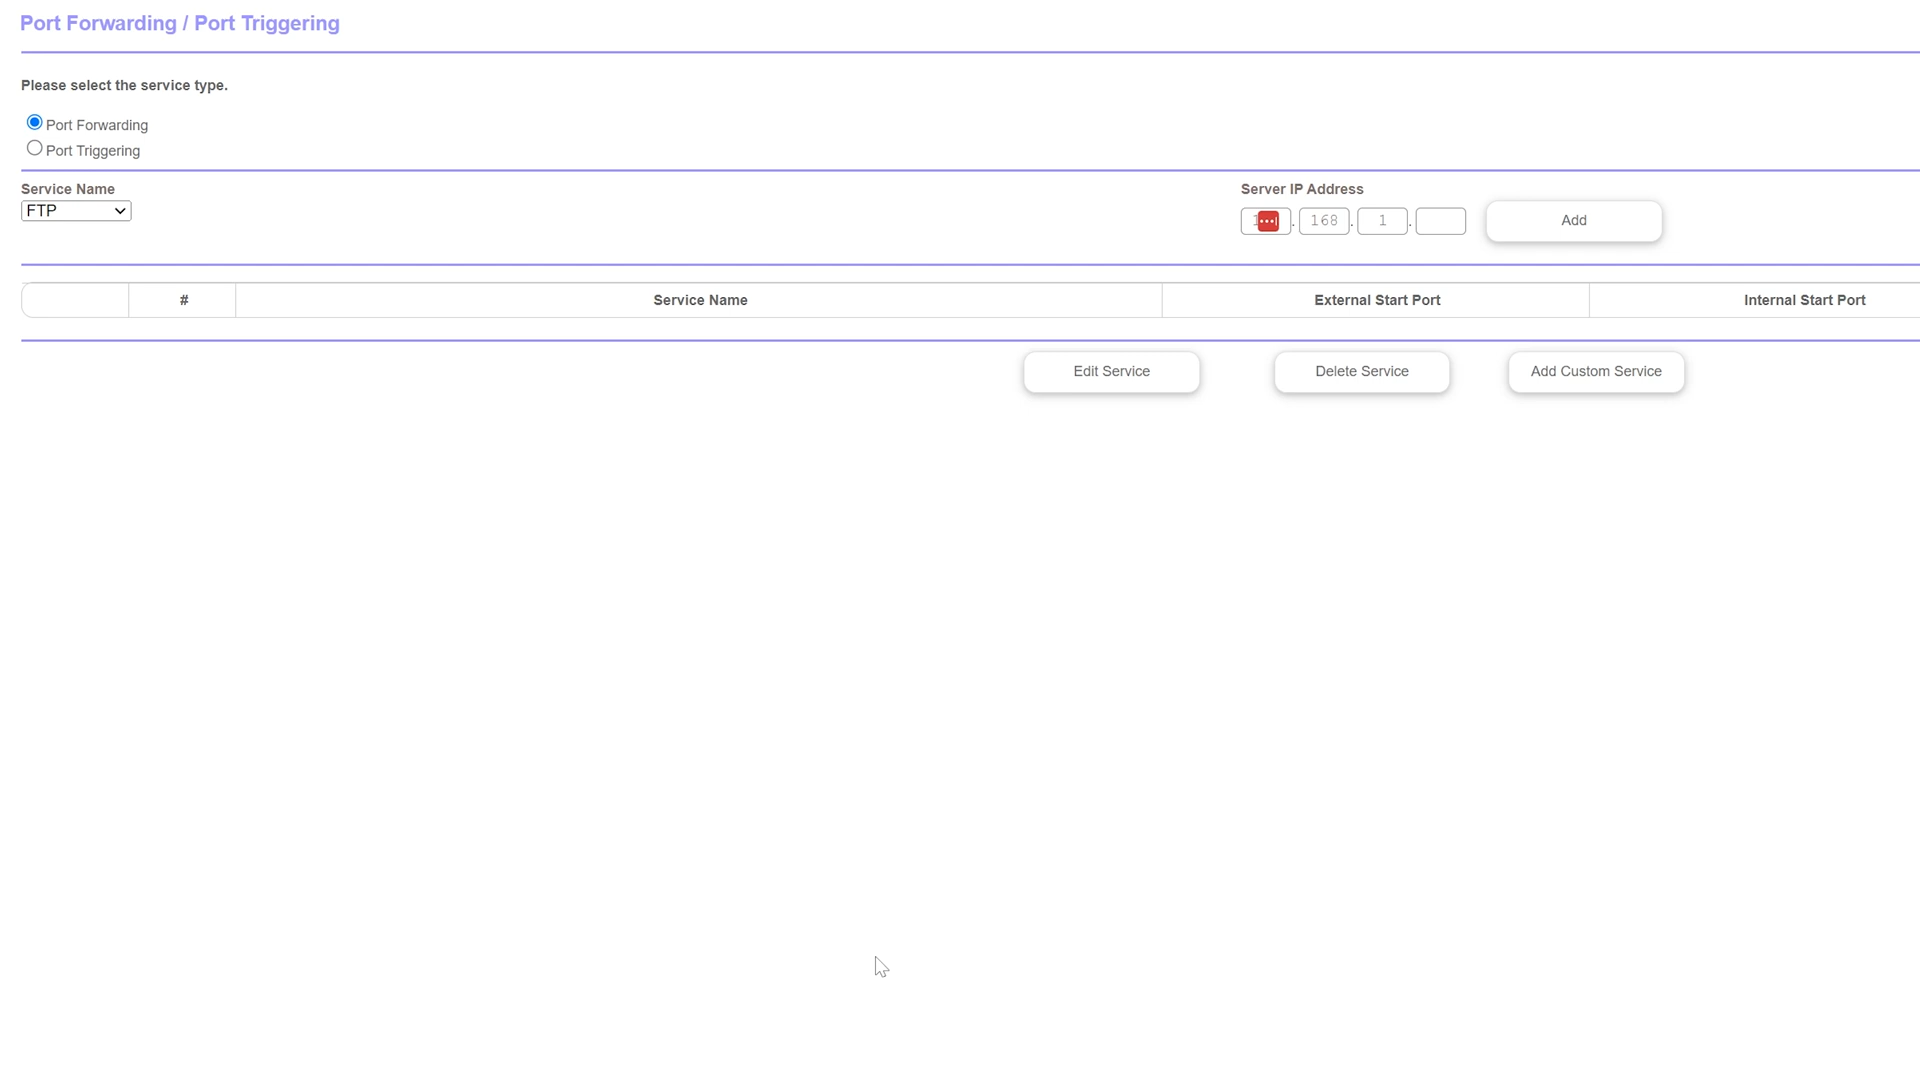 Port Forwarding / Port Triggering
Please select the service type.
Port Forwarding
Port Triggering
Service Name
Server IP Address
FTP
. 168 . 1 .
Add
# Service Name External Start Port Internal Start Port
Edit Service Delete Service Add Custom Service